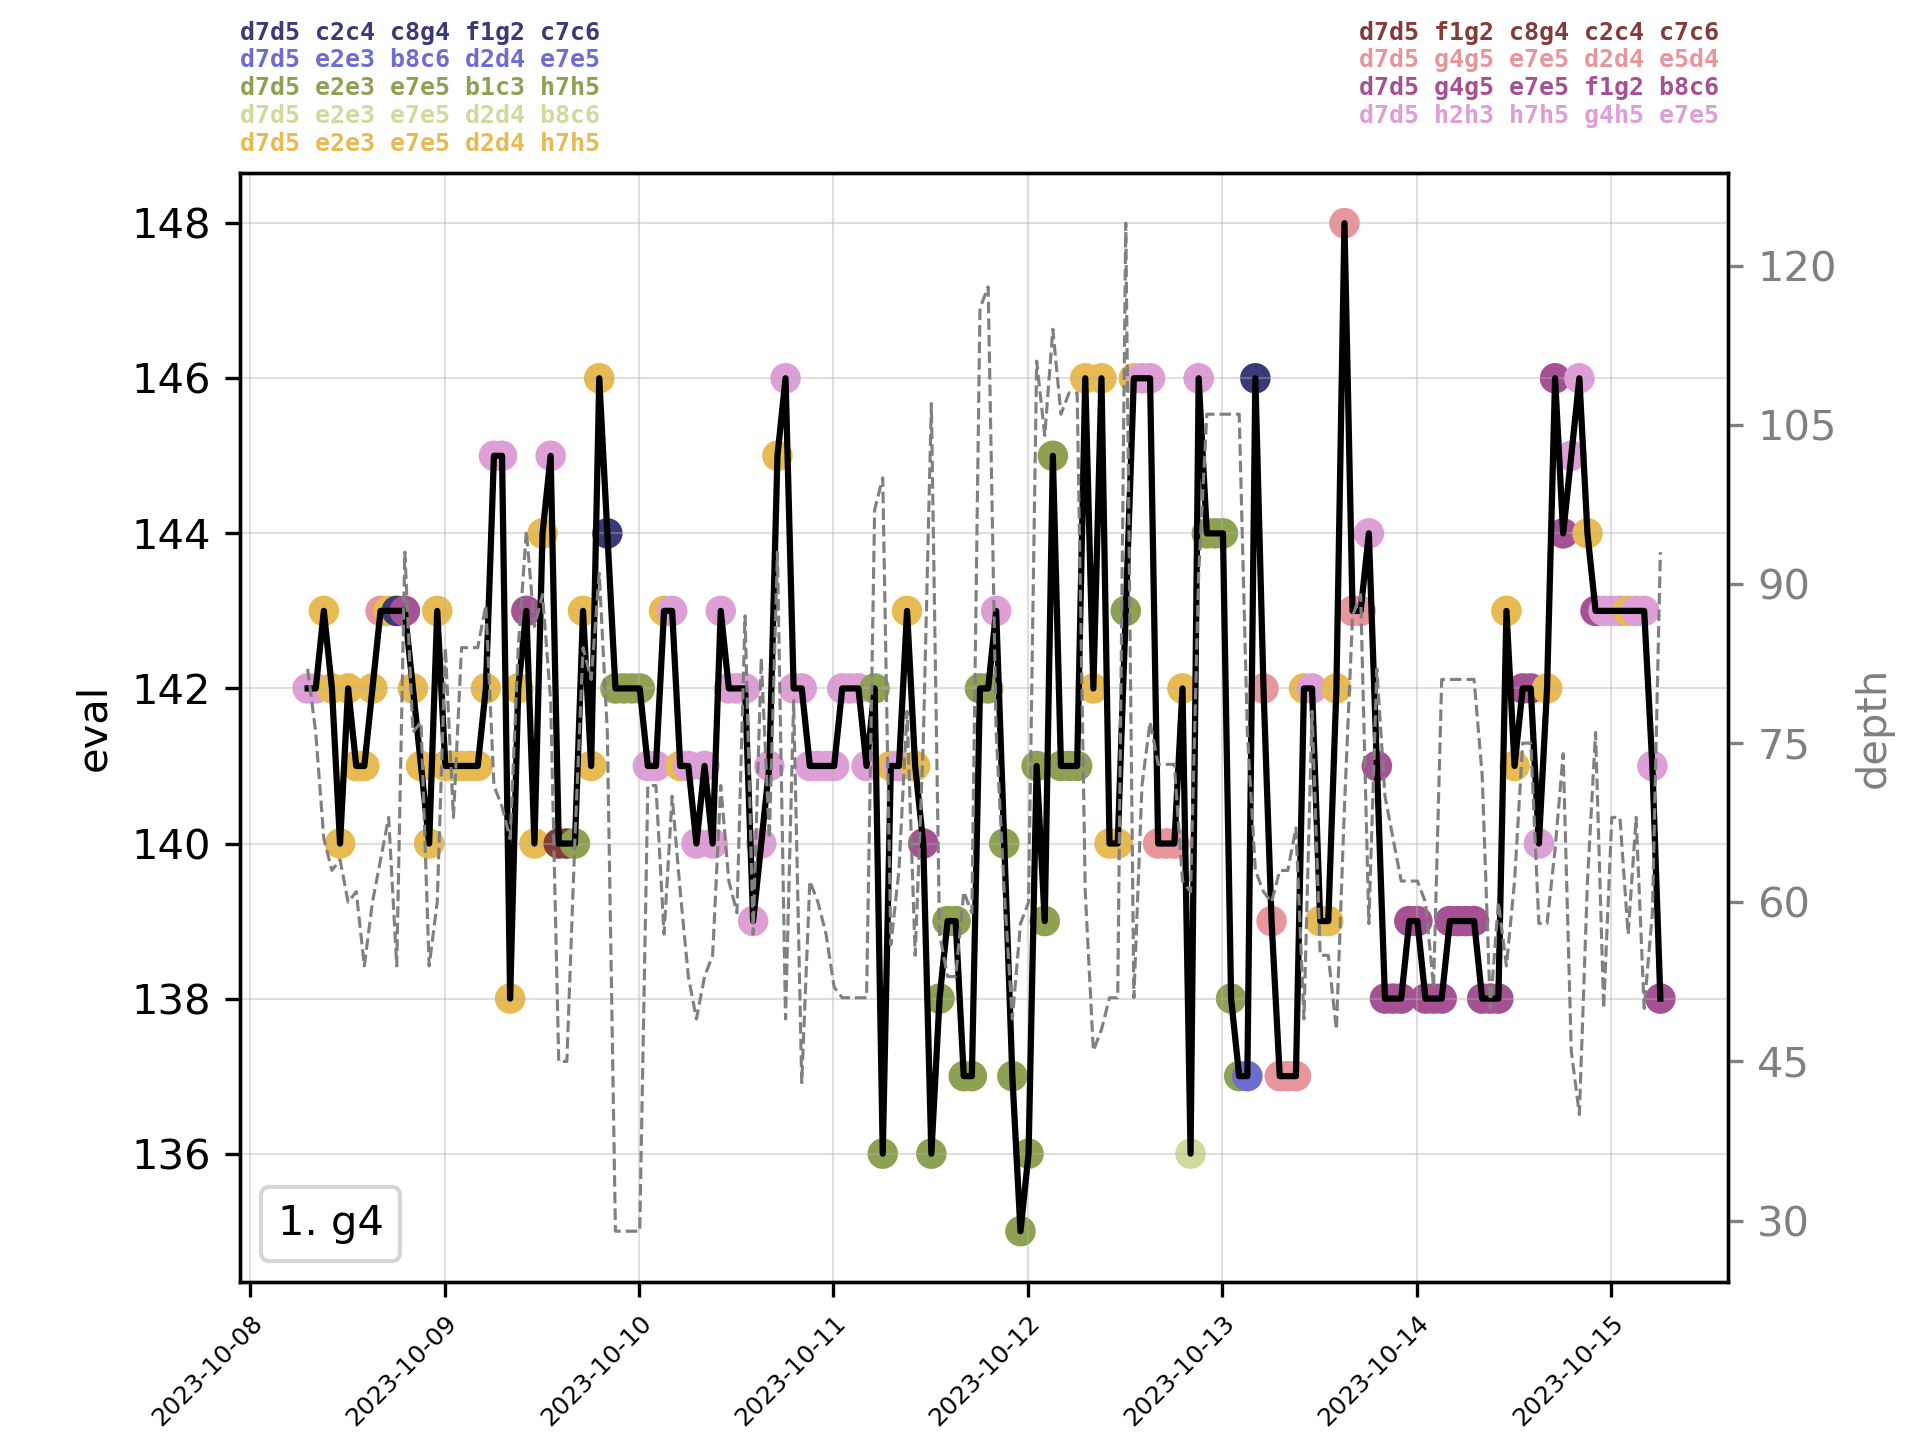 d7d5 c2c4 c8g4 f1g2 c7c6
d7d5 e2e3 b8c6 d2d4 e7e5
d7d5 e2e3 e7e5 b1c3 h7h5
d7d5 e2e3 e7e5 d2d4 b8c6
d7d5 e2e3 e7e5 d2d4 h7h5
d7d5 f1g2 c8g4 c2c4 c7c6
d7d5 g4g5 e7e5 d2d4 e5d4
d7d5 g4g5 e7e5 f1g2 b8c6
d7d5 h2h3 h7h5 g4h5 e7e5
148
146
144
142
140
138
136
eval
120
105
90
75
60
45
30
depth
1. g4
2023-10-08
2023-10-09
2023-10-10
2023-10-11
2023-10-12
2023-10-13
2023-10-14
2023-10-15